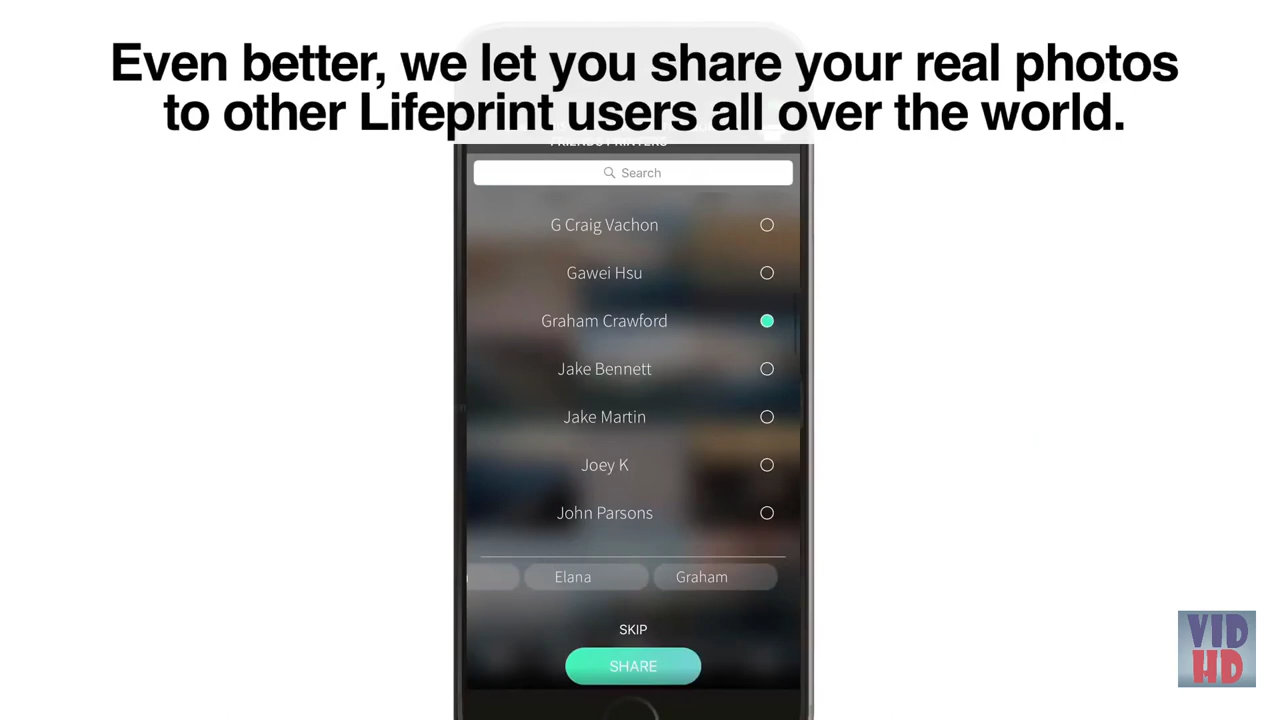 Even better, we let you share your real photos
to other Lifeprint users all over the world.
Search
G Craig Vachon
Gawei Hsu
Graham Crawford
Jake Bennett
Jake Martin
Joey K
John Parsons
Elana
Graham
SKIP
SHARE
VID
HD